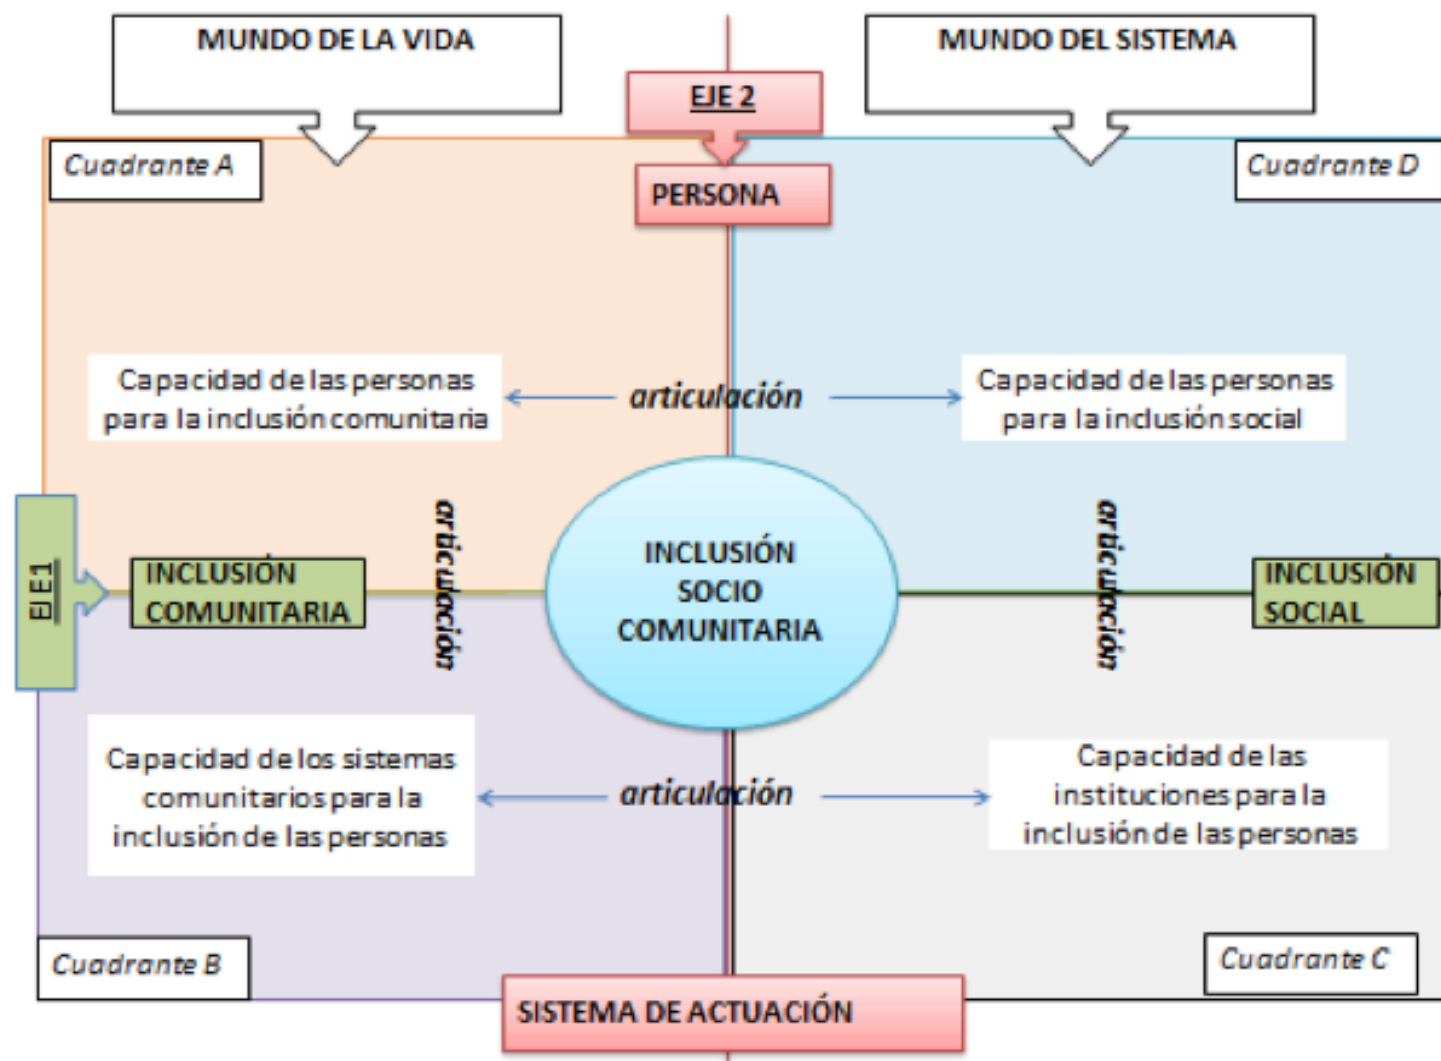 MUNDO DE LA VIDA
MUNDO DEL SISTEMA
EJE 2
Cuadrante A
Cuadrante D
PERSONA
Capacidad de las personas
para la inclusión comunitaria
articulación
Capacidad de las personas
para la inclusión social
EJE1
INCLUSIÓN
COMUNITARIA
articulación
INCLUSIÓN
SOCIO
COMUNITARIA
articulación
INCLUSIÓN
SOCIAL
Capacidad de los sistemas
comunitarios para la
inclusión de las personas
articulación
Capacidad de las
instituciones para la
inclusión de las personas
Cuadrante B
Cuadrante C
SISTEMA DE ACTUACIÓN